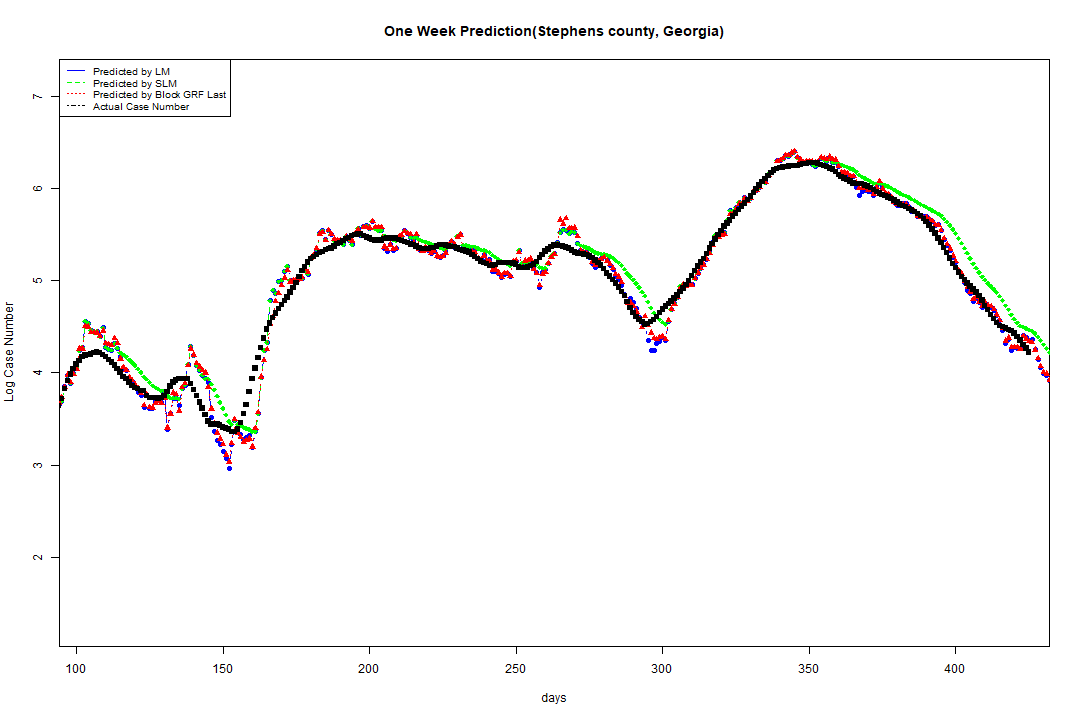 One Week Prediction(Stephens county, Georgia)
Predicted by LM
Predicted by SLM
Predicted by Block GRF Last
Actual Case Number
7
6
5
4
3
2
Log Case Number
100 150 200 250 300 350 400
days